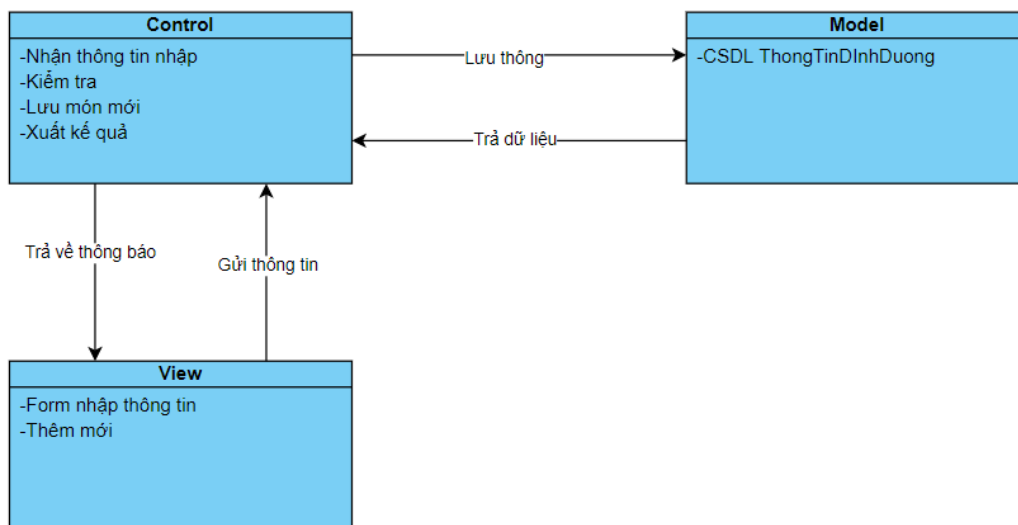 Control
-Nhận thông tin nhập
-Kiểm tra
-Lưu món mới
-Xuất kế quả
Lưu thông
Model
-CSDL ThongTinDInhDuong
Trả dữ liệu
Trả về thông báo
Gửi thông tin
View
-Form nhập thông tin
-Thêm mới